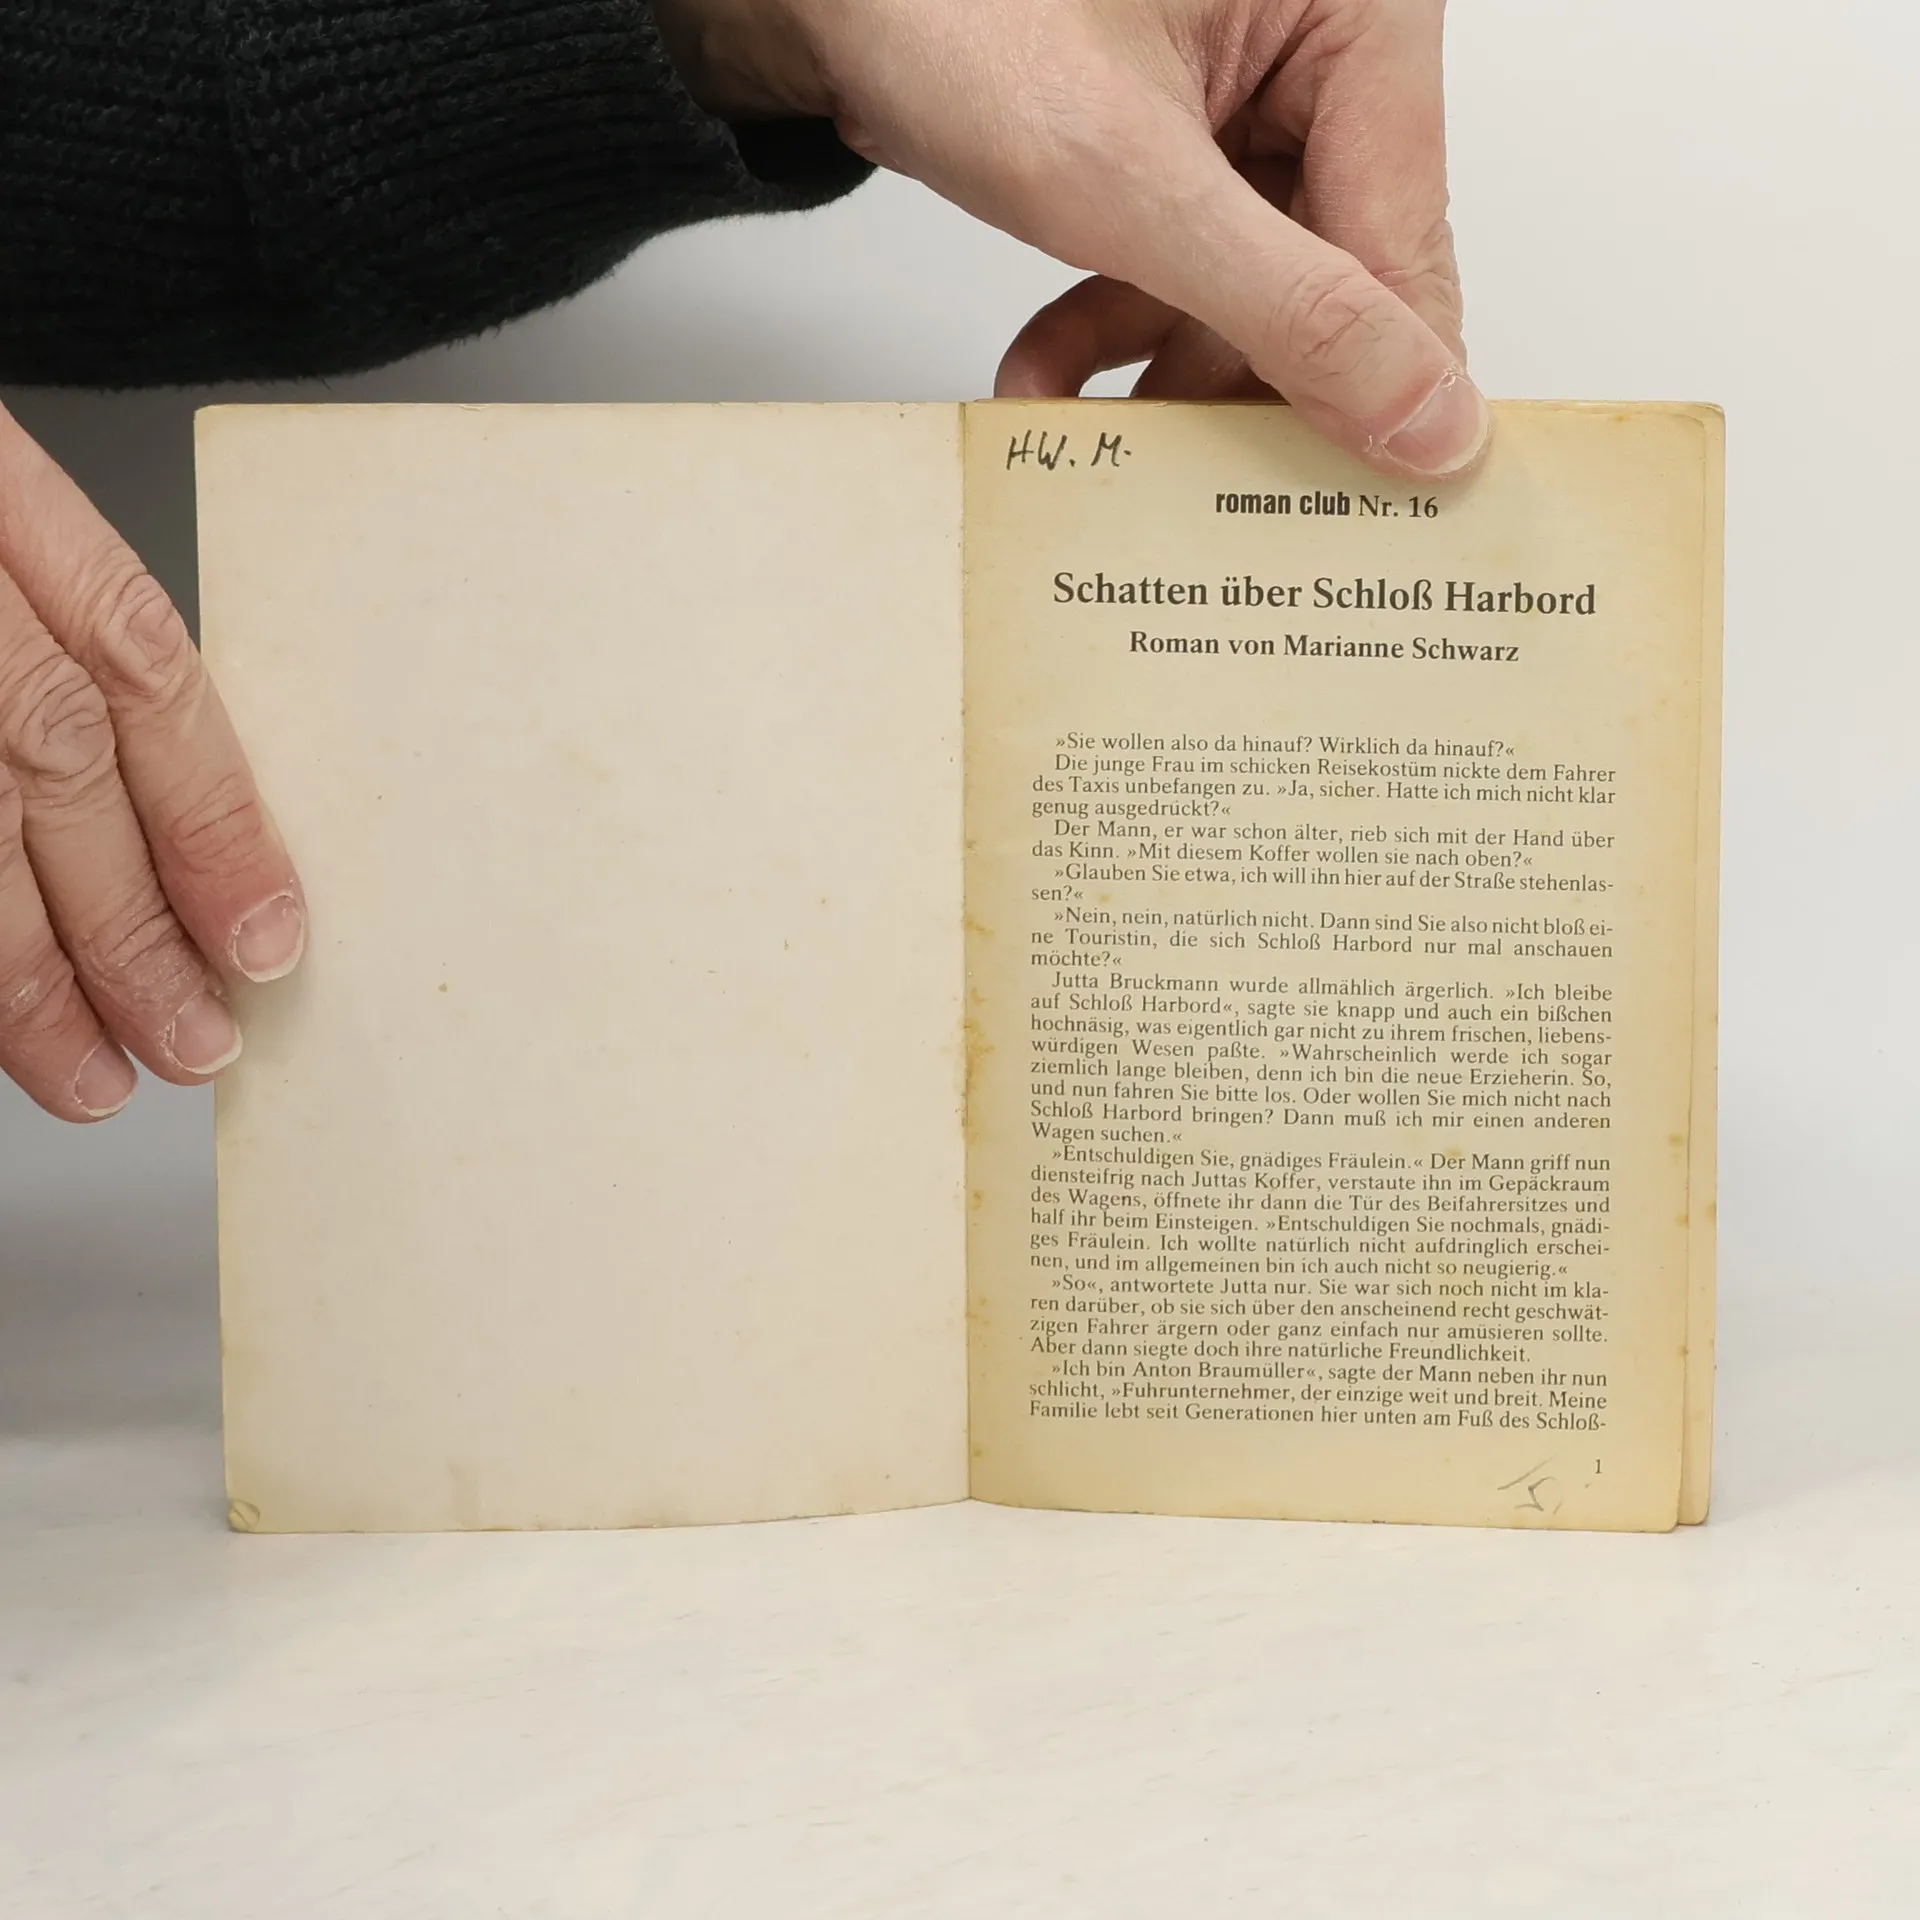 HW. M.
roman club Nr. 16
Schatten über Schloß Harbord
Roman von Marianne Schwarz
»Sie wollen also da hinauf? Wirklich da hinauf?«
Die junge Frau im schicken Reisekostüm nickte dem Fahrer
des Taxis unbefangen zu. »Ja, sicher. Hatte ich mich nicht klar
genug ausgedrückt?«
Der Mann, er war schon älter, rieb sich mit der Hand über
das Kinn. »Mit diesem Koffer wollen sie nach oben?«
»Glauben Sie etwa, ich will ihn hier auf der Straße stehenlas-
sen?«
»Nein, nein, natürlich nicht. Dann sind Sie also nicht bloß ei-
ne Touristin, die sich Schloß Harbord nur mal anschauen
möchte?«
Jutta Bruckmann wurde allmählich ärgerlich. »Ich bleibe
auf Schloß Harbord«, sagte sie knapp und auch ein bißchen
hochnäsig, was eigentlich gar nicht zu ihrem frischen, liebens-
würdigen Wesen paßte. »Wahrscheinlich werde ich sogar
ziemlich lange bleiben, denn ich bin die neue Erzieherin. So,
und nun fahren Sie bitte los. Oder wollen Sie mich nicht nach
Schloß Harbord bringen? Dann muß ich mir einen anderen
Wagen suchen.«
»Entschuldigen Sie, gnädiges Fräulein.« Der Mann griff nun
diensteifrig nach Juttas Koffer, verstaute ihn im Gepäckraum
des Wagens, öffnete ihr dann die Tür des Beifahrersitzes und
half ihr beim Einsteigen. »Entschuldigen Sie nochmals, gnädi-
ges Fräulein. Ich wollte natürlich nicht aufdringlich erschei-
nen, und im allgemeinen bin ich auch nicht so neugierig.«
»So«, antwortete Jutta nur. Sie war sich noch nicht im kla-
ren darüber, ob sie sich über den anscheinend recht geschwät-
zigen Fahrer ärgern oder ganz einfach nur amüsieren sollte.
Aber dann siegte doch ihre natürliche Freundlichkeit.
»Ich bin Anton Braumüller«, sagte der Mann neben ihr nun
schlicht, »Fuhrunternehmer, der einzige weit und breit. Meine
Familie lebt seit Generationen hier unten am Fuß des Schloß-
1